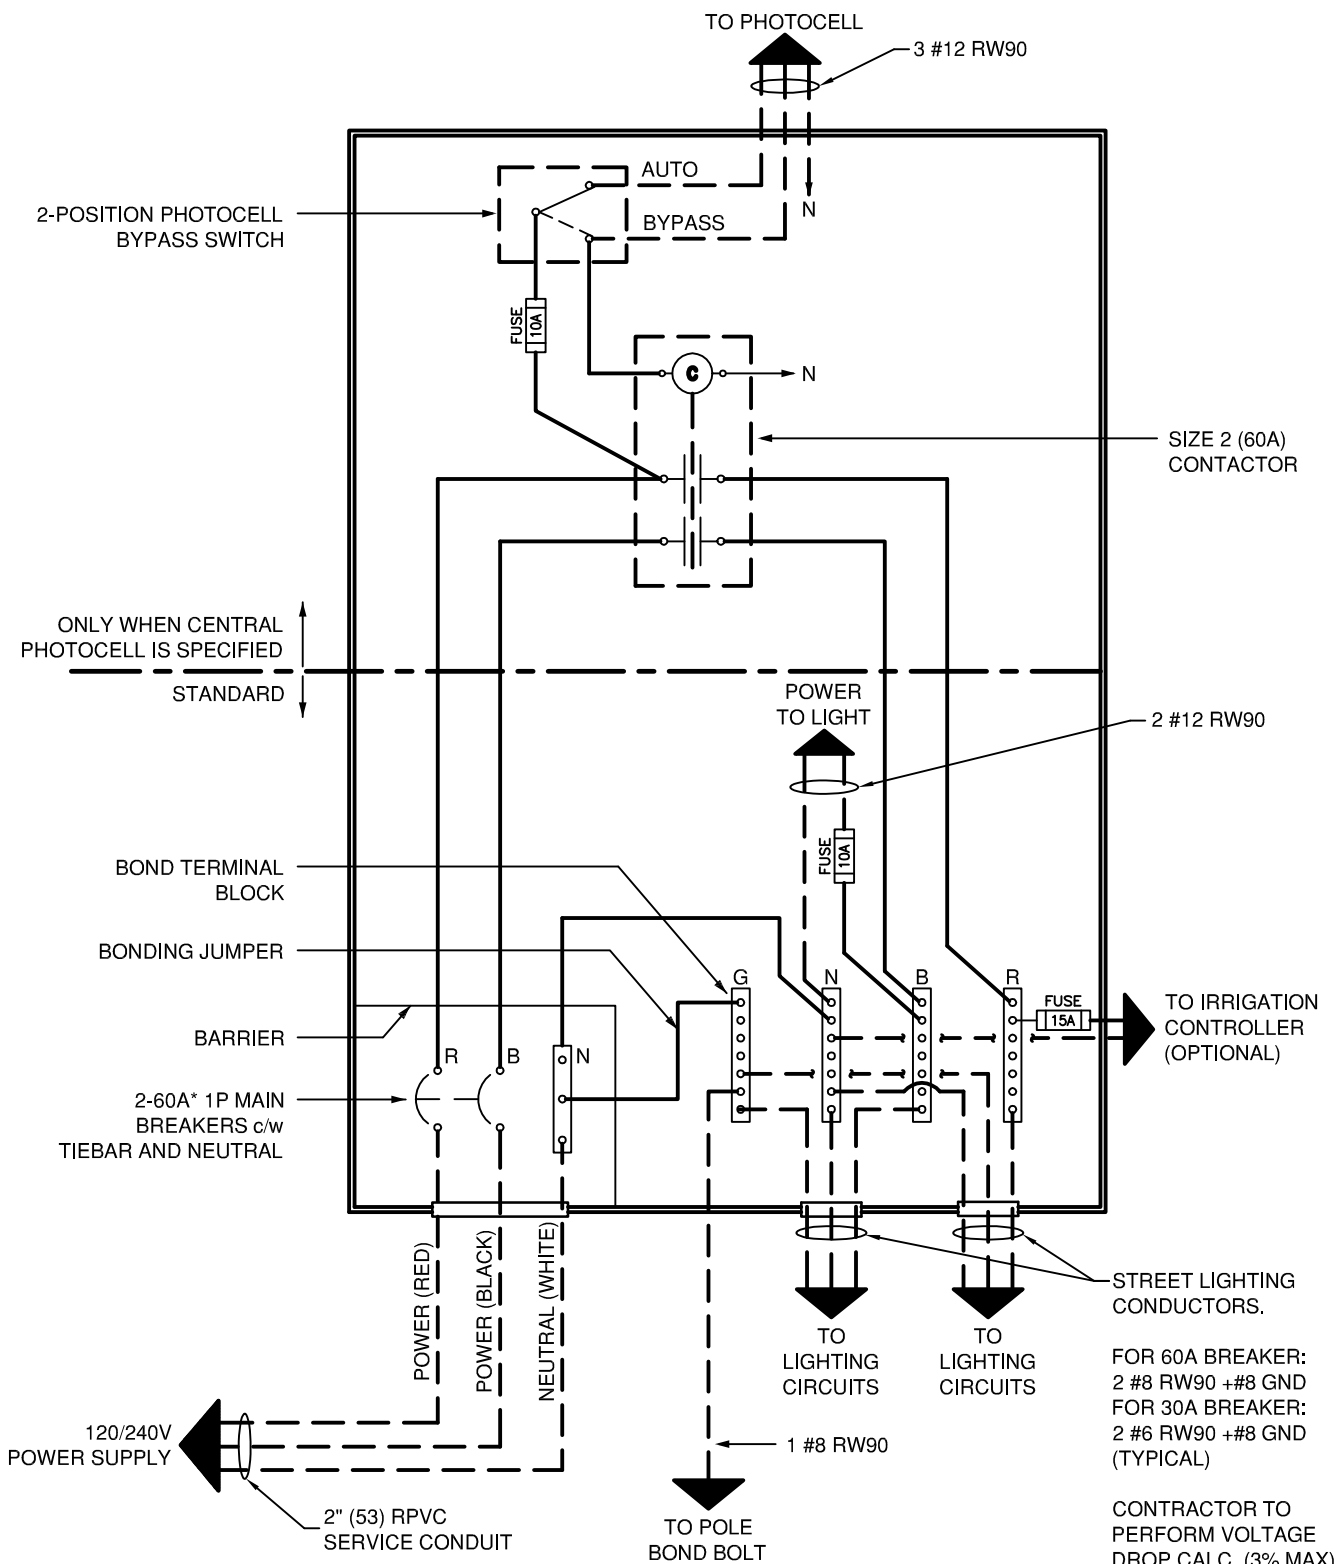 TO PHOTOCELL
3 #12 RW90
AUTO
2-POSITION PHOTOCELL
BYPASS SWITCH
N
BYPASS
FUSE
10A
C
N
SIZE 2 (60A)
CONTACTOR
ONLY WHEN CENTRAL
PHOTOCELL IS SPECIFIED
STANDARD
POWER
TO LIGHT
2 #12 RW90
FUSE
10A
BOND TERMINAL
BLOCK
BONDING JUMPER
G
N
B
R
FUSE
15A
TO IRRIGATION
CONTROLLER
(OPTIONAL)
BARRIER
R
B
N
2-60A* 1P MAIN
BREAKERS c/w
TIEBAR AND NEUTRAL
POWER (RED)
POWER (BLACK)
NEUTRAL (WHITE)
STREET LIGHTING
CONDUCTORS.
TO
LIGHTING
CIRCUITS
TO
LIGHTING
CIRCUITS
FOR 60A BREAKER:
2 #8 RW90 +#8 GND
FOR 30A BREAKER:
2 #6 RW90 +#8 GND
(TYPICAL)
120/240V
POWER SUPPLY
1 #8 RW90
2" (53) RPVC
SERVICE CONDUIT
TO POLE
BOND BOLT
CONTRACTOR TO
PERFORM VOLTAGE
DROP CALC. (3% MAX)